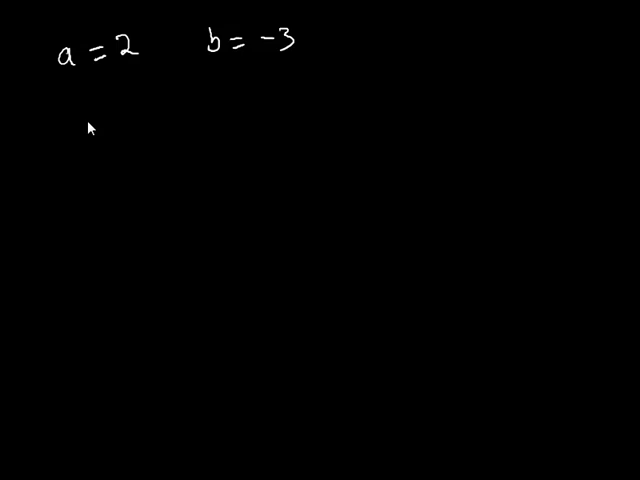 a = 2 b = -3